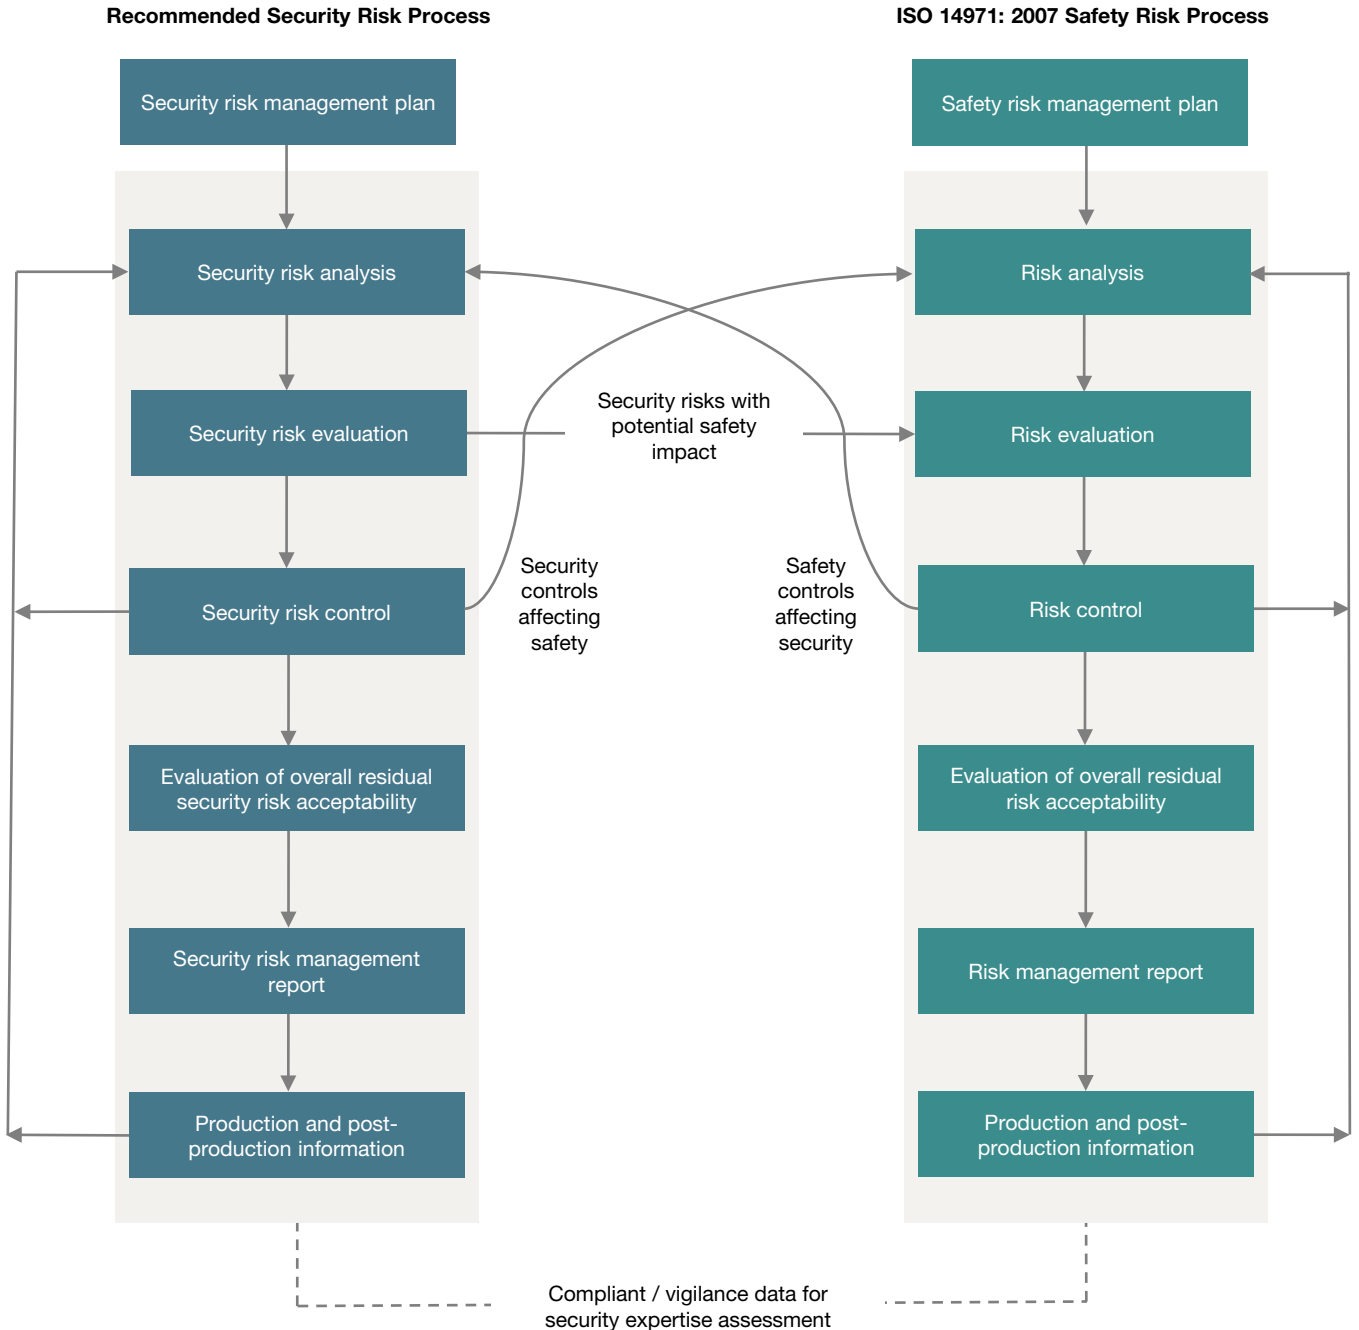 Recommended Security Risk Process
ISO 14971: 2007 Safety Risk Process
Security risk management plan
Safety risk management plan
Security risk analysis
Risk analysis
Security risk evaluation
Security risks with
potential safety
impact
Risk evaluation
Security risk control
Security
controls
affecting
safety
Safety
controls
affecting
security
Risk control
Evaluation of overall residual
security risk acceptability
Evaluation of overall residual
risk acceptability
Security risk management
report
Risk management report
Production and post-
production information
Production and post-
production information
Compliant / vigilance data for
security expertise assessment